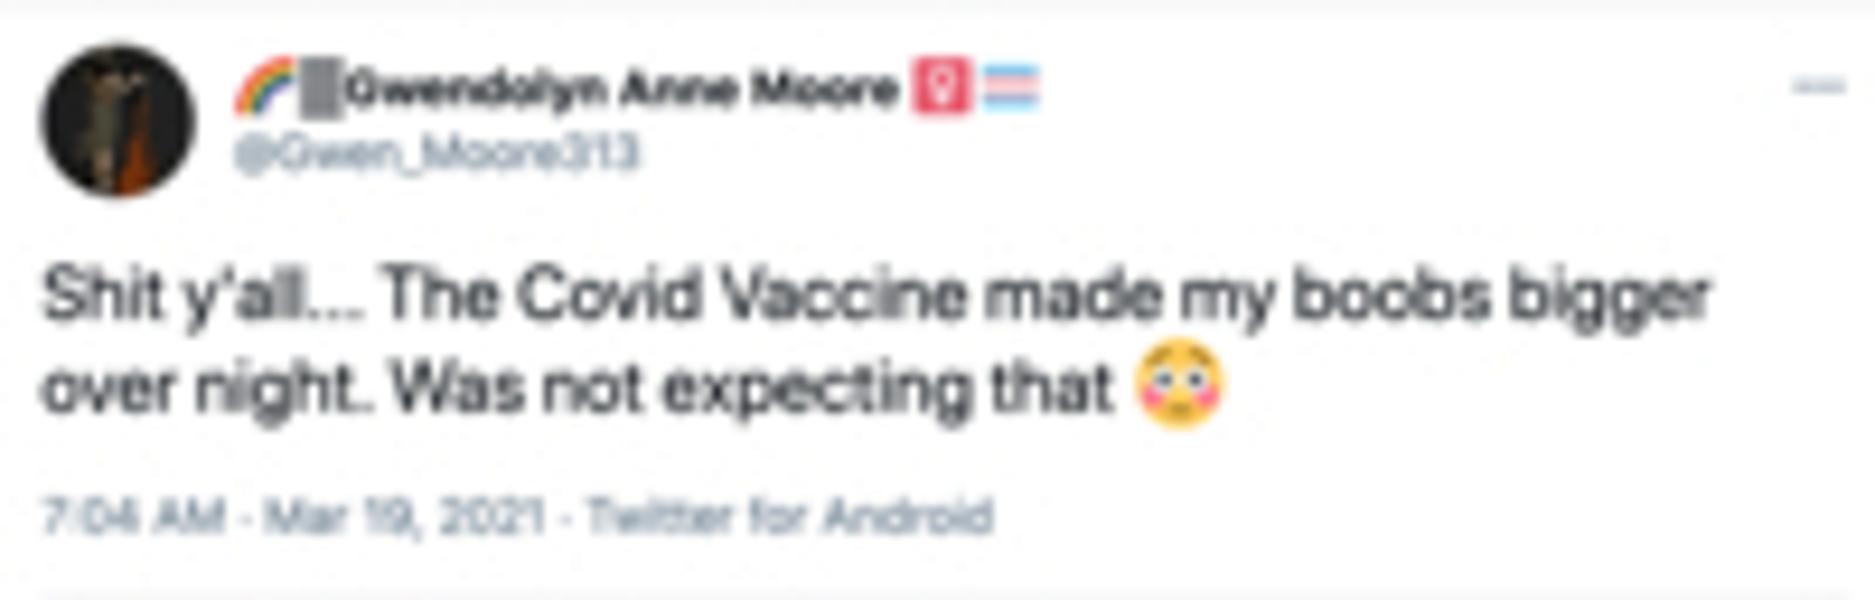 🌈Gwendolyn Anne Moore
@Gwen_Moore313
Shit y'all... The Covid Vaccine made my boobs bigger
over night. Was not expecting that 😳
7:04 AM · Mar 19, 2021 · Twitter for Android